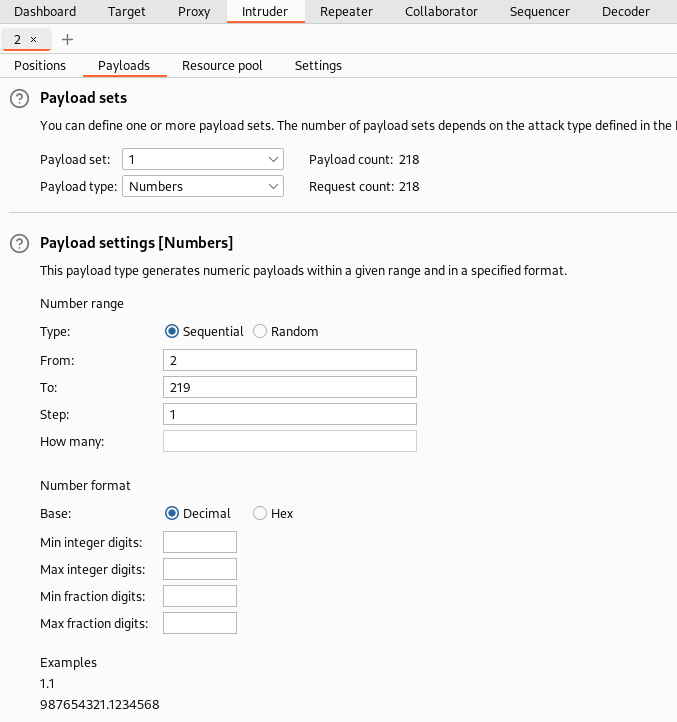 Dashboard Target Proxy Intruder Repeater Collaborator Sequencer Decoder
2 × +
Positions Payloads Resource pool Settings
? Payload sets
You can define one or more payload sets. The number of payload sets depends on the attack type defined in the
Payload set: 1 Payload count: 218
Payload type: Numbers Request count: 218
? Payload settings [Numbers]
This payload type generates numeric payloads within a given range and in a specified format.
Number range
Type: Sequential Random
From: 2
To: 219
Step: 1
How many:
Number format
Base: Decimal Hex
Min integer digits:
Max integer digits:
Min fraction digits:
Max fraction digits:
Examples
1.1
987654321.1234568